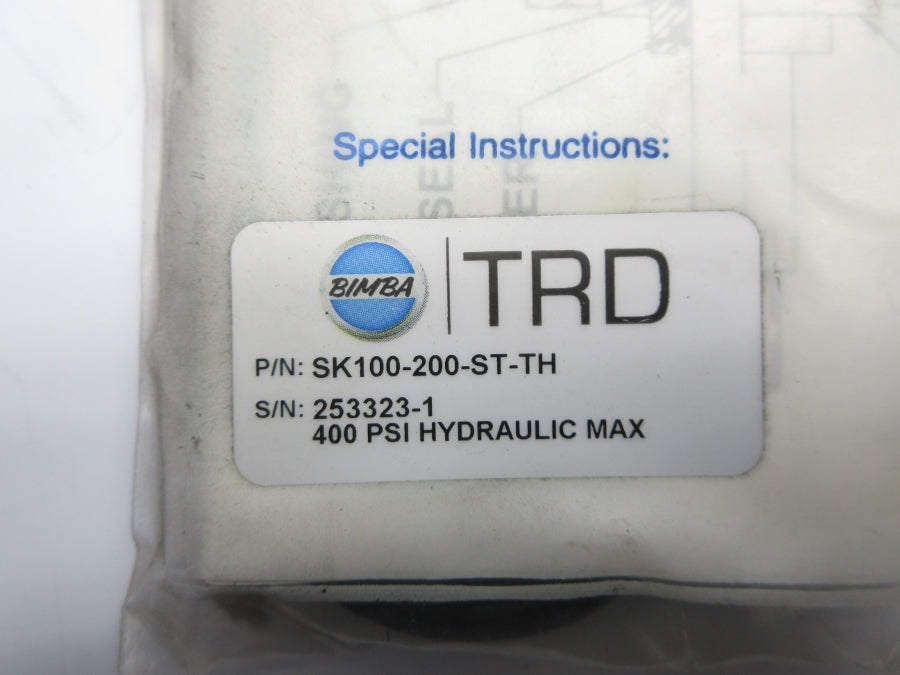 Special Instructions:
BIMBA | TRD
P/N: SK100-200-ST-TH
S/N: 253323-1
400 PSI HYDRAULIC MAX